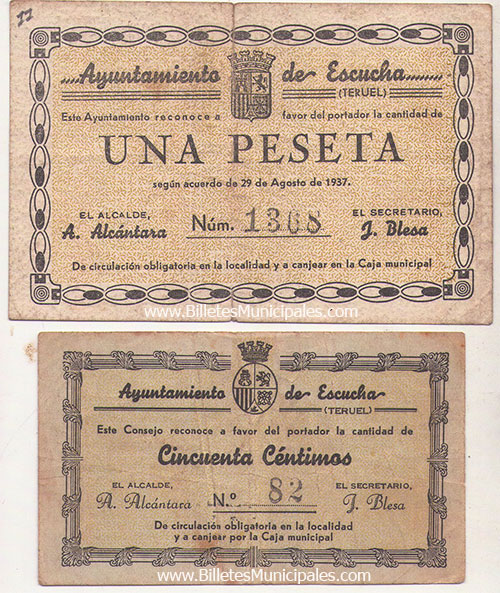 Ayuntamiento de Escucha
(TERUEL)
Este Ayuntamiento reconoce a favor del portador la cantidad de
UNA PESETA
según acuerdo de 29 de Agosto de 1937.
EL ALCALDE, EL SECRETARIO,
A. Alcántara Núm. 1368 J. Blesa
De circulación obligatoria en la localidad y a canjear en la Caja municipal
www.BilletesMunicipales.com
Ayuntamiento de Escucha
(TERUEL)
Este Consejo reconoce a favor del portador la cantidad de
Cincuenta Céntimos
EL ALCALDE, EL SECRETARIO,
A. Alcántara N.º 82 J. Blesa
De circulación obligatoria en la localidad
y a canjear por la Caja municipal
www.BilletesMunicipales.com